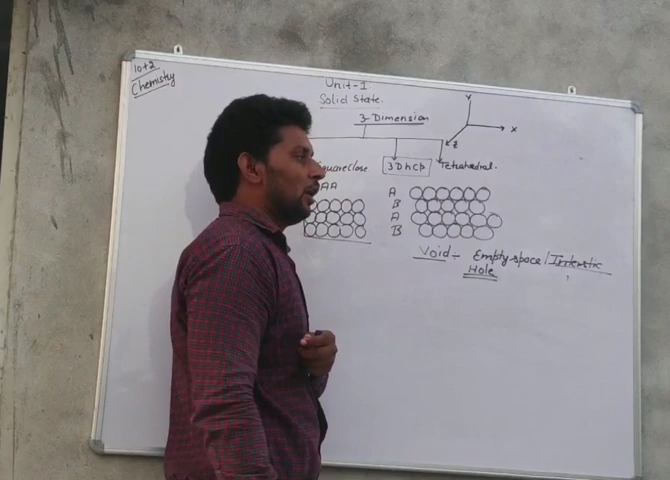 10+2
Chemistry
Unit-1
Solid State.
3-Dimension
Y
X
Z
square close
3D hcp
Tetrahedral.
AA
A
B
A
B
Void - Empty space /
Hole